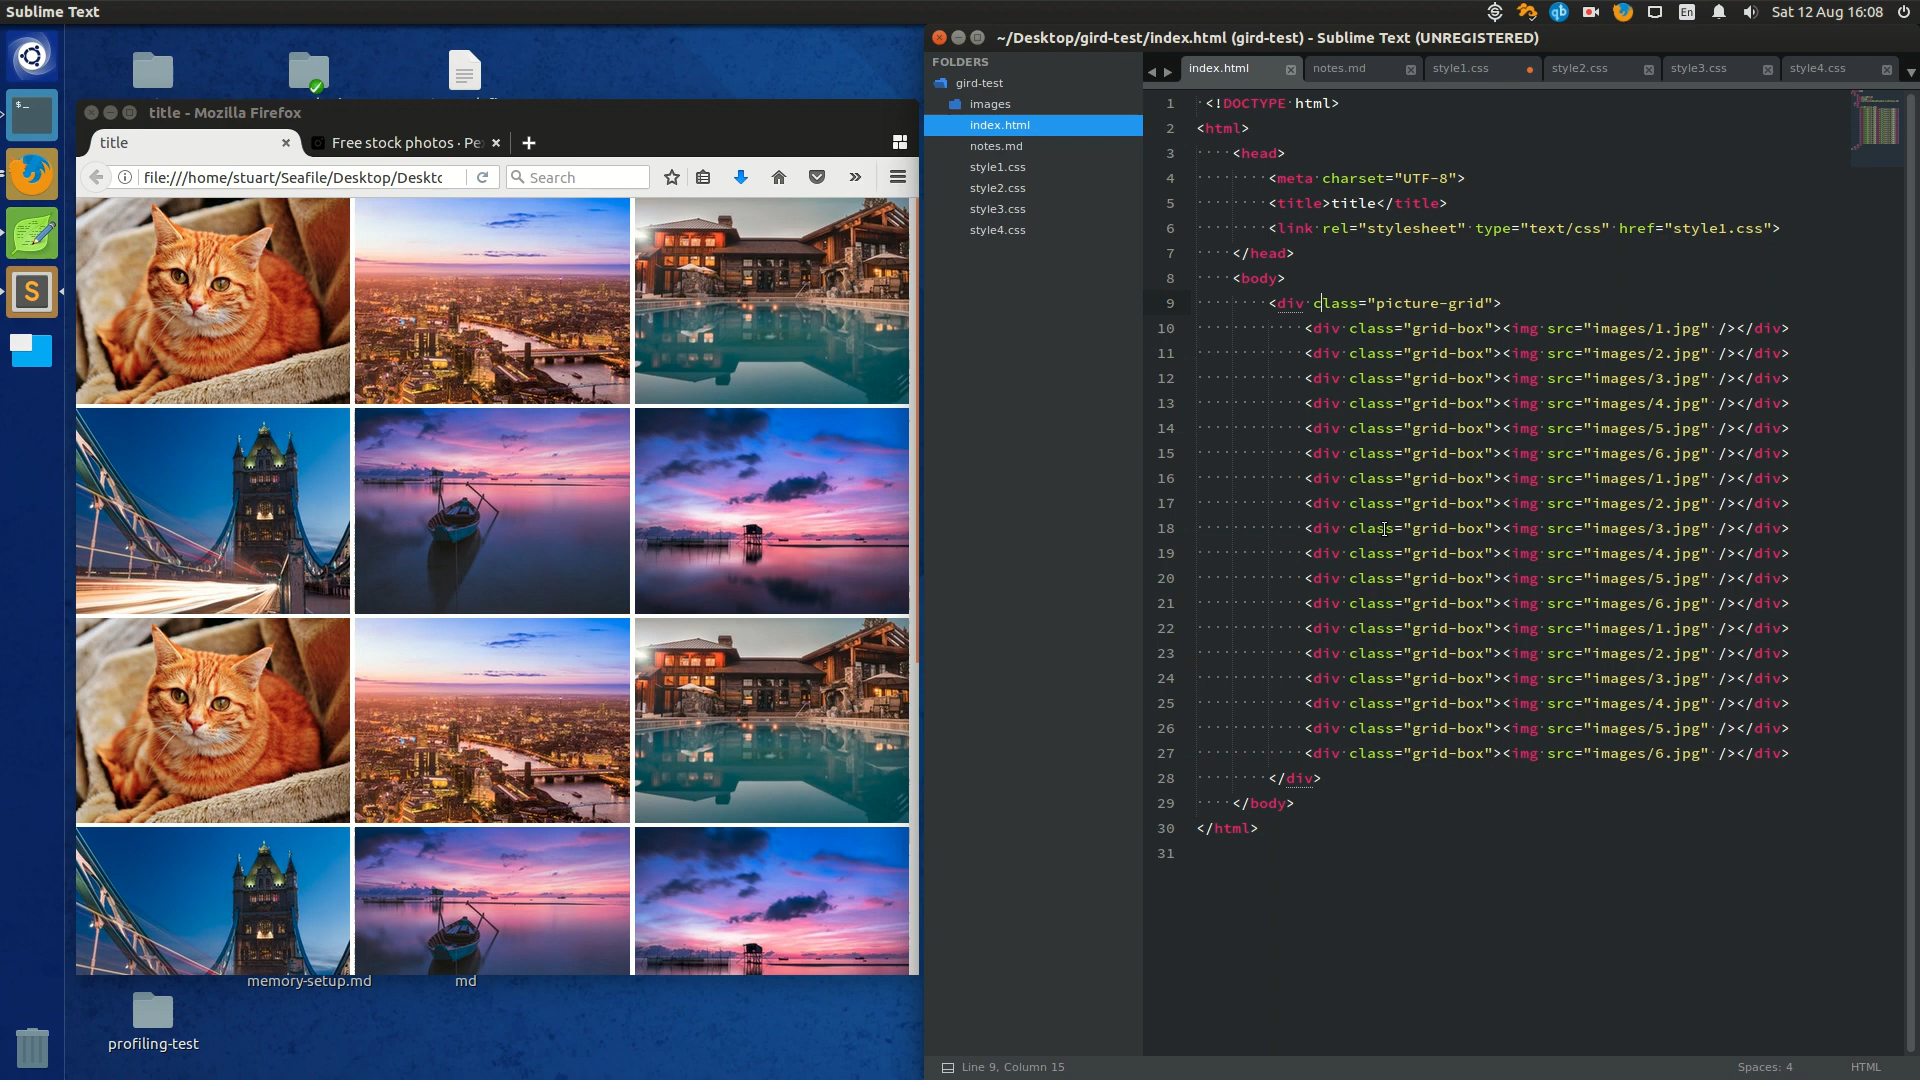 Sublime Text
En
Sat 12 Aug 16:08
title - Mozilla Firefox
title
Free stock photos · Pe
file:///home/stuart/Seafile/Desktop/Deskto
Search
memory-setup.md
md
profiling-test
~/Desktop/gird-test/index.html (gird-test) - Sublime Text (UNREGISTERED)
FOLDERS
gird-test
images
index.html
notes.md
style1.css
style2.css
style3.css
style4.css
index.html
notes.md
style1.css
style2.css
style3.css
style4.css
1 <!DOCTYPE html>
2 <html>
3 <head>
4 <meta charset="UTF-8">
5 <title>title</title>
6 <link rel="stylesheet" type="text/css" href="style1.css">
7 </head>
8 <body>
9 <div class="picture-grid">
10 <div class="grid-box"><img src="images/1.jpg" /></div>
11 <div class="grid-box"><img src="images/2.jpg" /></div>
12 <div class="grid-box"><img src="images/3.jpg" /></div>
13 <div class="grid-box"><img src="images/4.jpg" /></div>
14 <div class="grid-box"><img src="images/5.jpg" /></div>
15 <div class="grid-box"><img src="images/6.jpg" /></div>
16 <div class="grid-box"><img src="images/1.jpg" /></div>
17 <div class="grid-box"><img src="images/2.jpg" /></div>
18 <div class="grid-box"><img src="images/3.jpg" /></div>
19 <div class="grid-box"><img src="images/4.jpg" /></div>
20 <div class="grid-box"><img src="images/5.jpg" /></div>
21 <div class="grid-box"><img src="images/6.jpg" /></div>
22 <div class="grid-box"><img src="images/1.jpg" /></div>
23 <div class="grid-box"><img src="images/2.jpg" /></div>
24 <div class="grid-box"><img src="images/3.jpg" /></div>
25 <div class="grid-box"><img src="images/4.jpg" /></div>
26 <div class="grid-box"><img src="images/5.jpg" /></div>
27 <div class="grid-box"><img src="images/6.jpg" /></div>
28 </div>
29 </body>
30 </html>
31
Line 9, Column 15
Spaces: 4
HTML